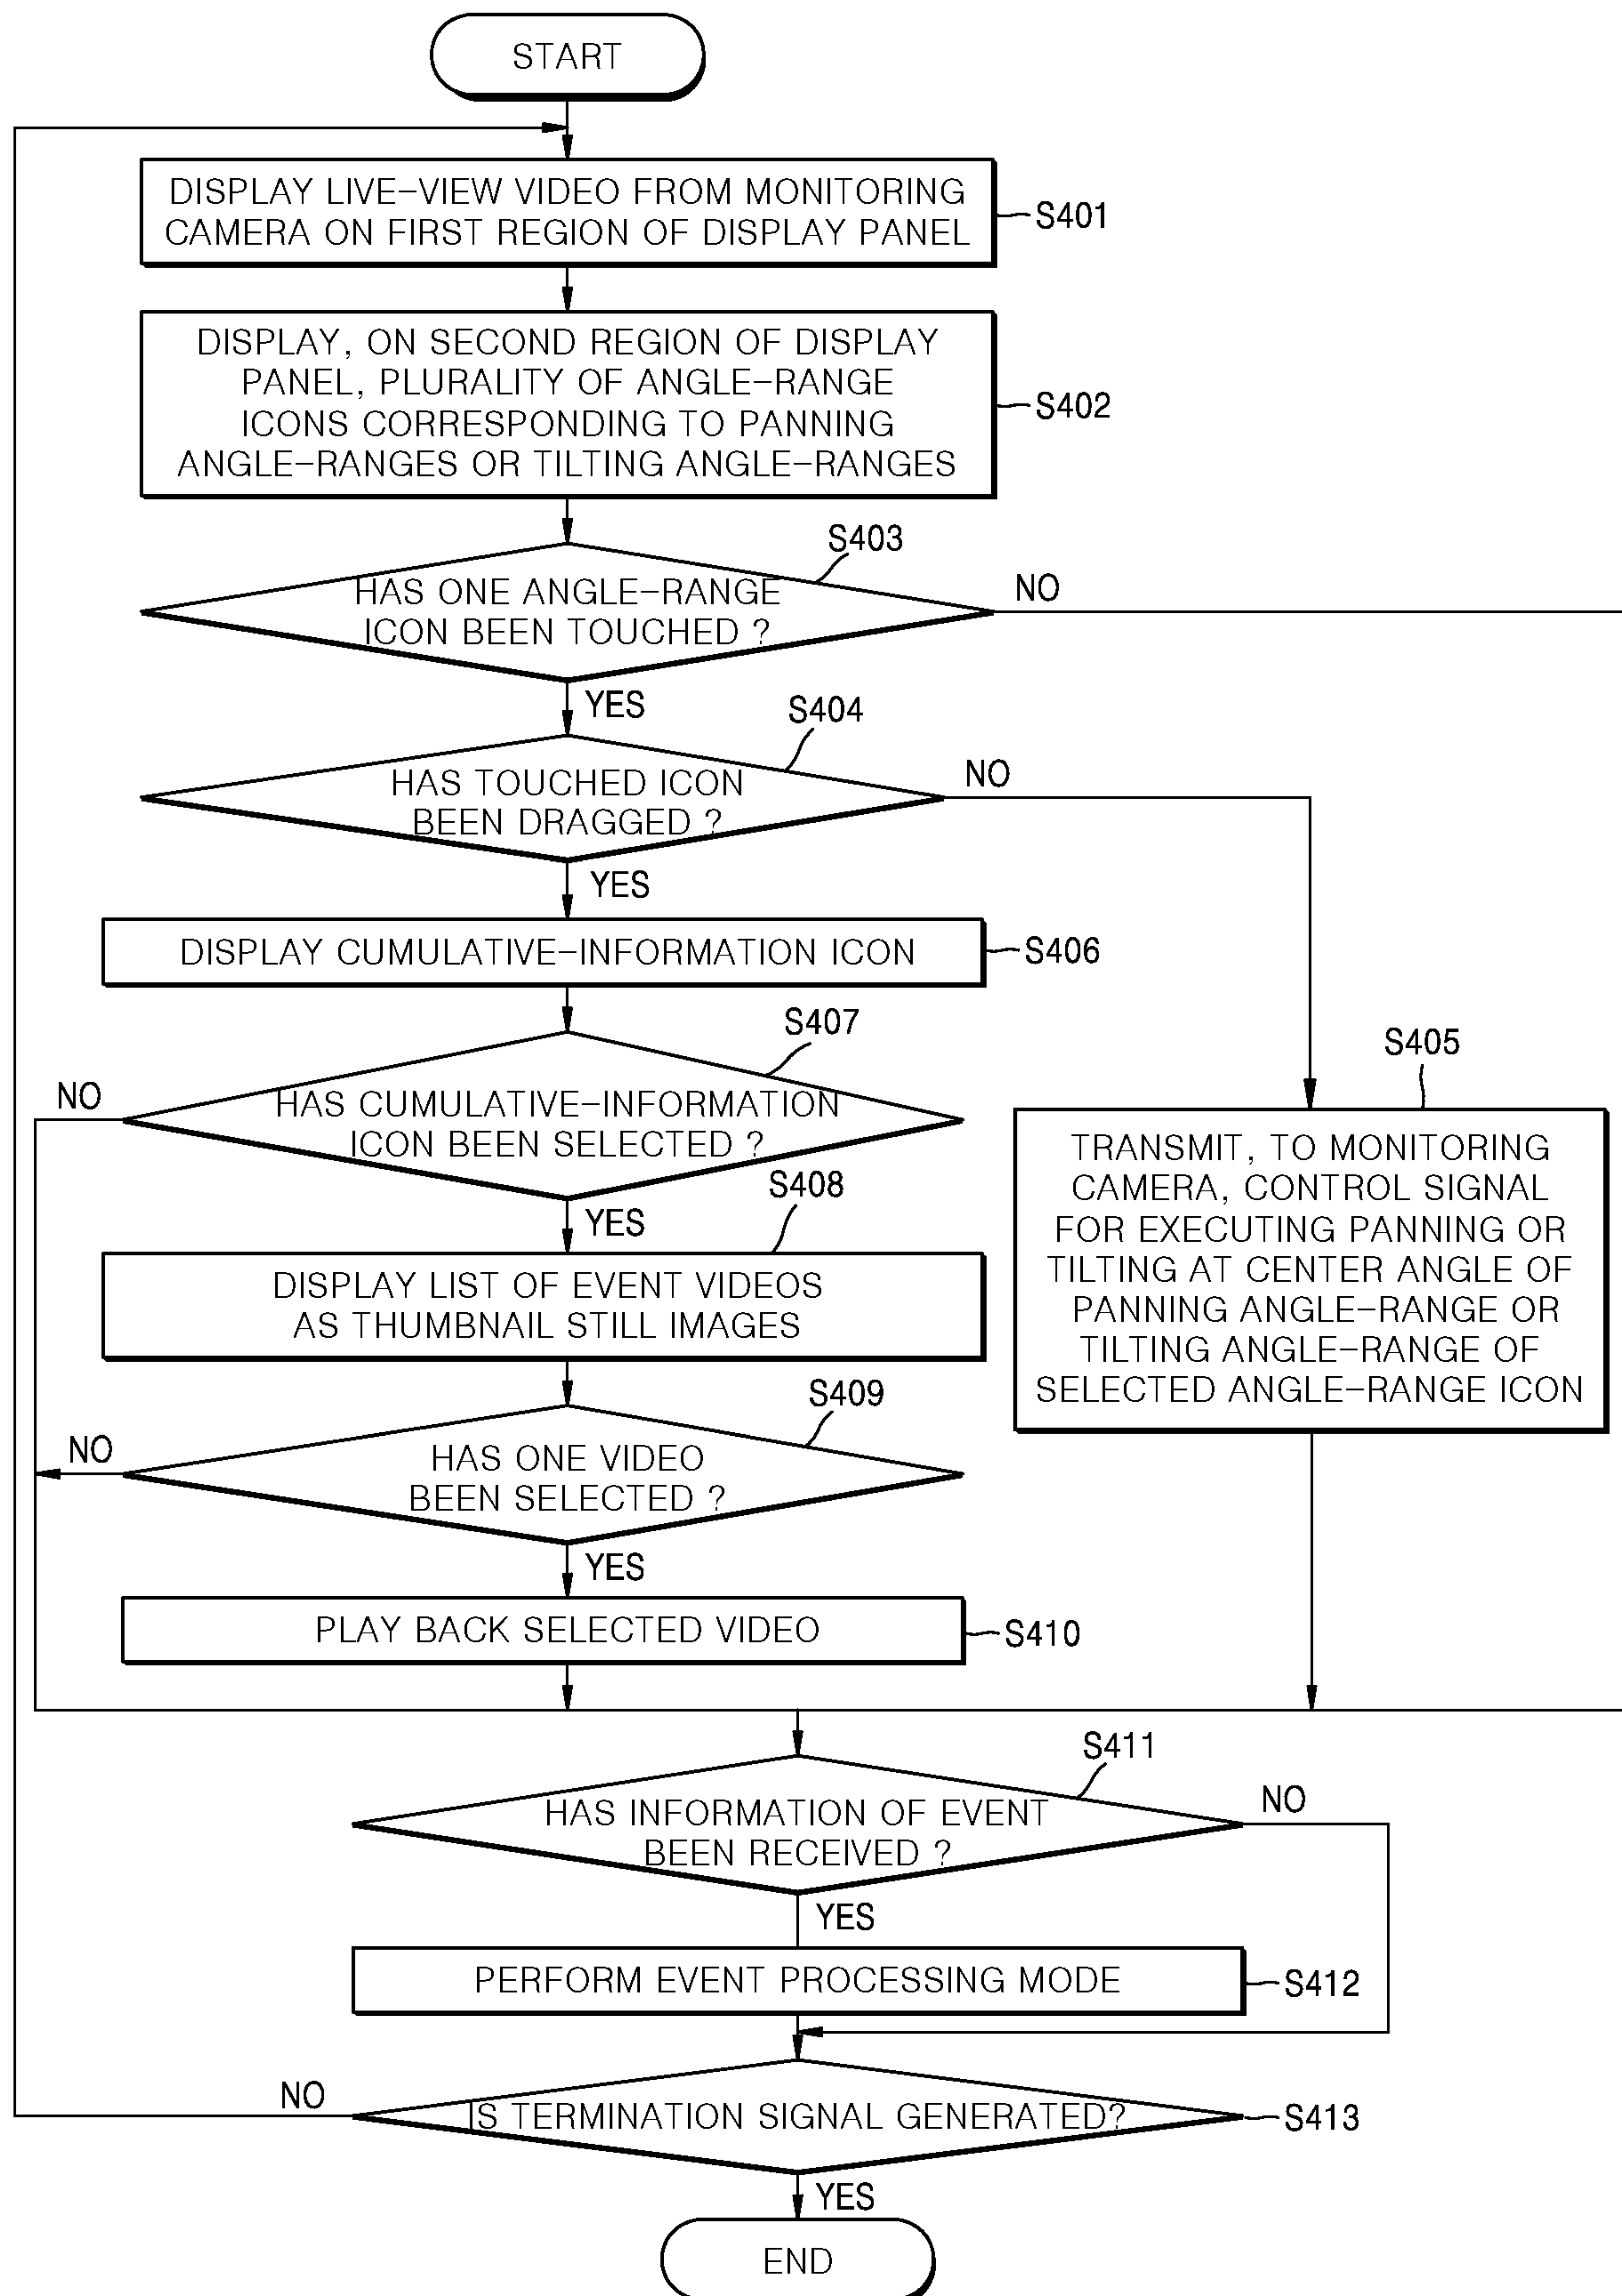 START
DISPLAY LIVE-VIEW VIDEO FROM MONITORING
CAMERA ON FIRST REGION OF DISPLAY PANEL
S401
DISPLAY, ON SECOND REGION OF DISPLAY
PANEL, PLURALITY OF ANGLE-RANGE
ICONS CORRESPONDING TO PANNING
ANGLE-RANGES OR TILTING ANGLE-RANGES
S402
S403
HAS ONE ANGLE-RANGE
ICON BEEN TOUCHED ?
NO
YES
S404
HAS TOUCHED ICON
BEEN DRAGGED ?
NO
YES
DISPLAY CUMULATIVE-INFORMATION ICON
S406
S407
HAS CUMULATIVE-INFORMATION
ICON BEEN SELECTED ?
NO
YES
S405
TRANSMIT, TO MONITORING
CAMERA, CONTROL SIGNAL
FOR EXECUTING PANNING OR
TILTING AT CENTER ANGLE OF
PANNING ANGLE-RANGE OR
TILTING ANGLE-RANGE OF
SELECTED ANGLE-RANGE ICON
S408
DISPLAY LIST OF EVENT VIDEOS
AS THUMBNAIL STILL IMAGES
S409
HAS ONE VIDEO
BEEN SELECTED ?
NO
YES
PLAY BACK SELECTED VIDEO
S410
S411
HAS INFORMATION OF EVENT
BEEN RECEIVED ?
NO
YES
PERFORM EVENT PROCESSING MODE
S412
IS TERMINATION SIGNAL GENERATED?
S413
NO
YES
END